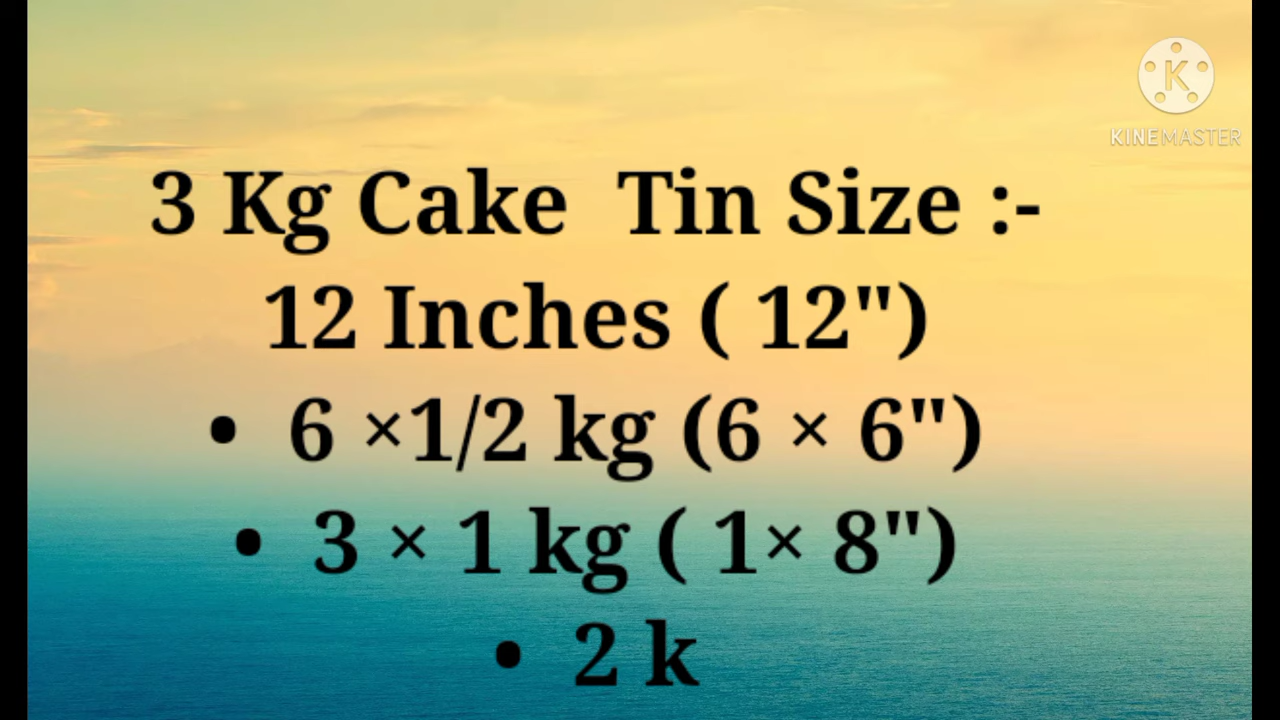 K
KINEMASTER
3 Kg Cake Tin Size :-
12 Inches ( 12")
• 6 ×1/2 kg (6 × 6")
• 3 × 1 kg ( 1× 8")
• 2 k